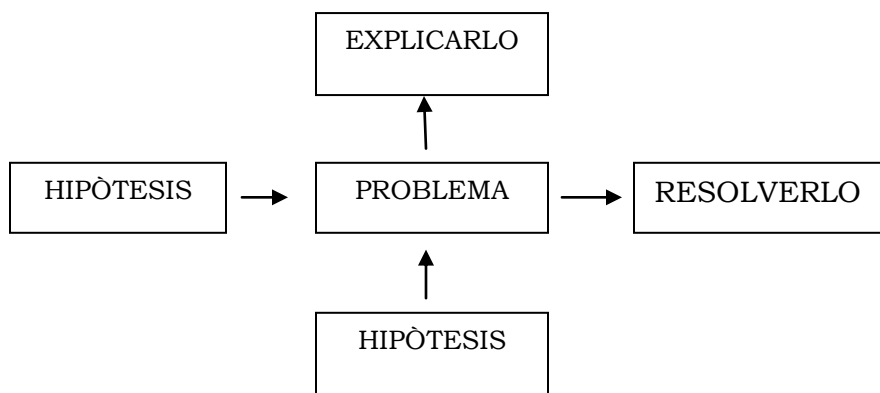 EXPLICARLO
HIPÒTESIS
PROBLEMA
RESOLVERLO
HIPÒTESIS